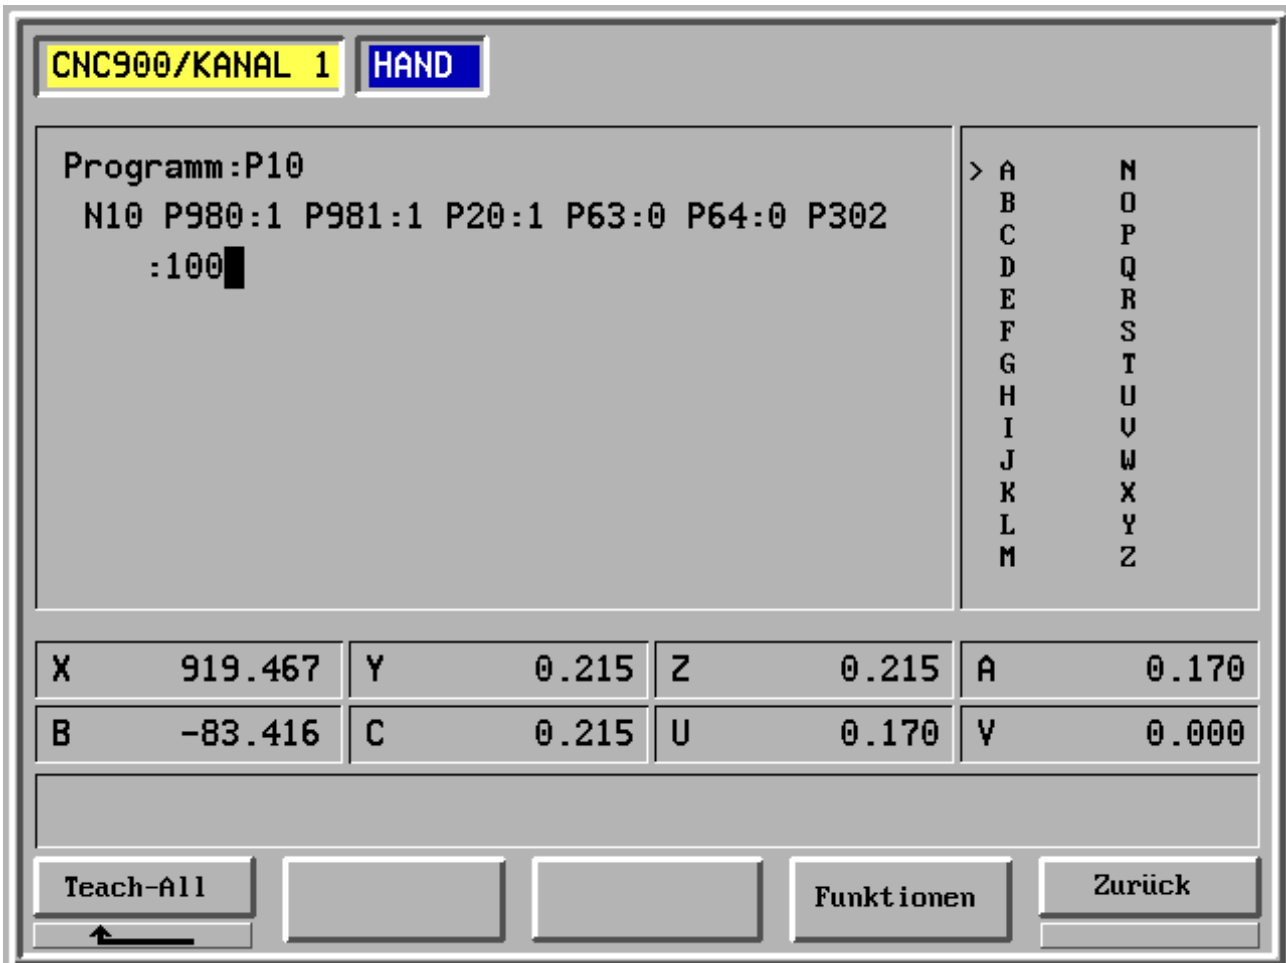 CNC900/KANAL 1 HAND
Programm:P10
N10 P980:1 P981:1 P20:1 P63:0 P64:0 P302
:100
> A N
B O
C P
D Q
E R
F S
G T
H U
I V
J W
K X
L Y
M Z
X 919.467 Y 0.215 Z 0.215 A 0.170
B -83.416 C 0.215 U 0.170 V 0.000
Teach-All Funktionen Zurück